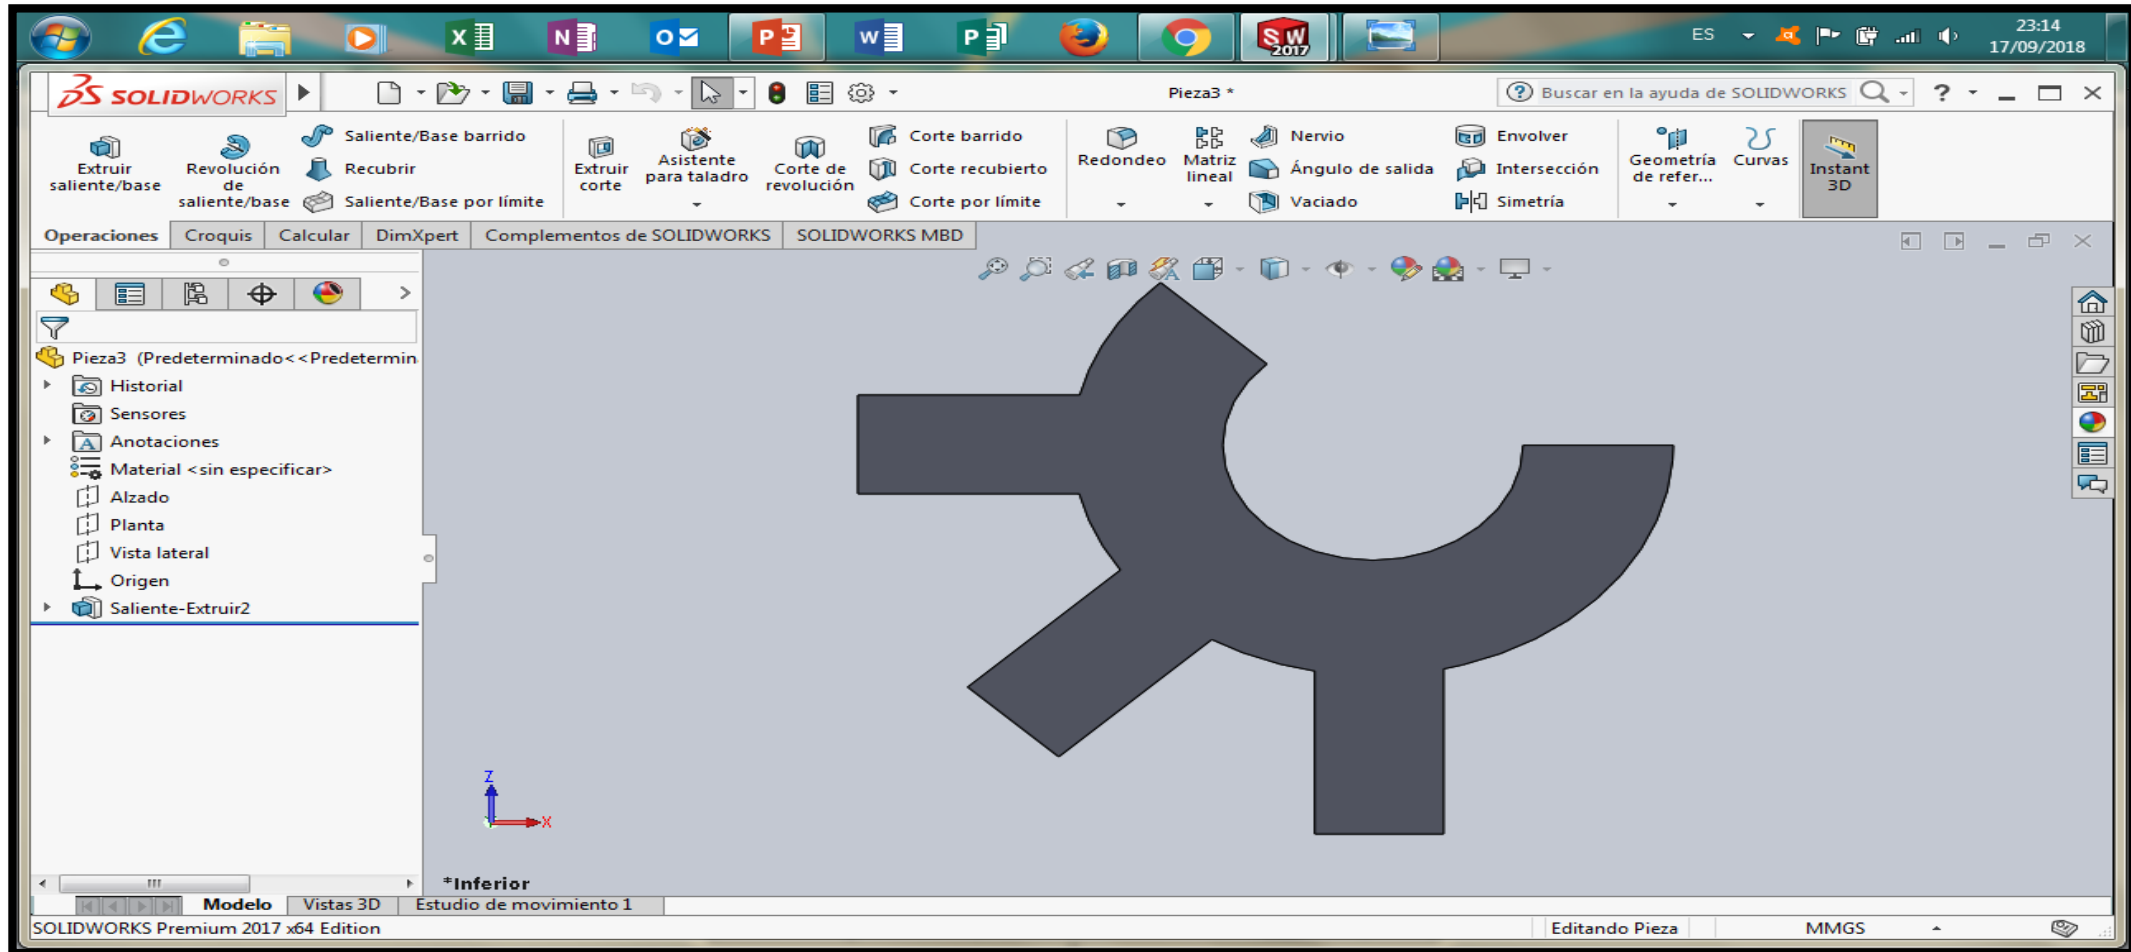 ES
23:14
17/09/2018
SOLIDWORKS
Pieza3 *
Buscar en la ayuda de SOLIDWORKS
?
Extruir
saliente/base
Revolución
de
saliente/base
Saliente/Base barrido
Recubrir
Saliente/Base por límite
Extruir
corte
Asistente
para taladro
Corte de
revolución
Corte barrido
Corte recubierto
Corte por límite
Redondeo
Matriz
lineal
Nervio
Ángulo de salida
Vaciado
Envolver
Intersección
Simetría
Geometría
de refer...
Curvas
Instant
3D
Operaciones
Croquis
Calcular
DimXpert
Complementos de SOLIDWORKS
SOLIDWORKS MBD
Pieza3 (Predeterminado<<Predetermin
Historial
Sensores
Anotaciones
Material <sin especificar>
Alzado
Planta
Vista lateral
Origen
Saliente-Extruir2
Z
X
*Inferior
Modelo
Vistas 3D
Estudio de movimiento 1
SOLIDWORKS Premium 2017 x64 Edition
Editando Pieza
MMGS